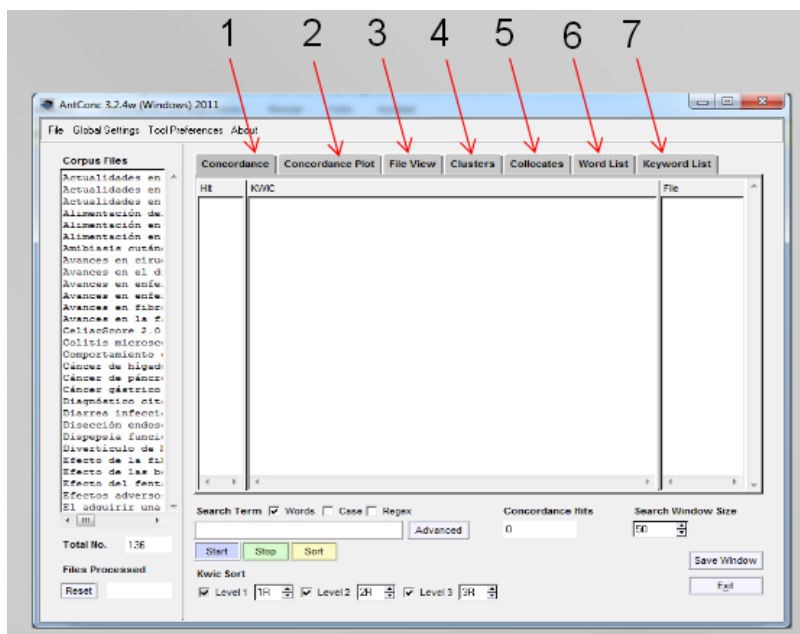 1 2 3 4 5 6 7
AntConc 3.2.4w (Windows) 2011
File Global Settings Tool Preferences About
Corpus Files
Concordance Concordance Plot File View Clusters Collocates Word List Keyword List
Hit KWIC File
Actualidades en
Actualidades en
Actualidades en
Alimentación de
Alimentación en
Alimentación en
Amibiasis cután
Avances en ciru
Avances en el d
Avances en enfe
Avances en enfe
Avances en fibr
Avances en la f
CeliacScore 2.0
Colitis microsc
Comportamiento
Cáncer de hígad
Cáncer de páncr
Cáncer gástrico
Diagnóstico cit
Diarrea infecci
Disección endos
Dispepsia funci
Divertículo de
Efecto de la fi
Efecto de las b
Efecto del fent
Efectos adverso
El adquirir una
Search Term Words Case Regex Concordance Hits Search Window Size
Advanced 0 50
Total No. 136
Start Stop Sort
Save Window
Files Processed
Kwic Sort
Reset
Level 1 1R Level 2 2R Level 3 3R
Exit